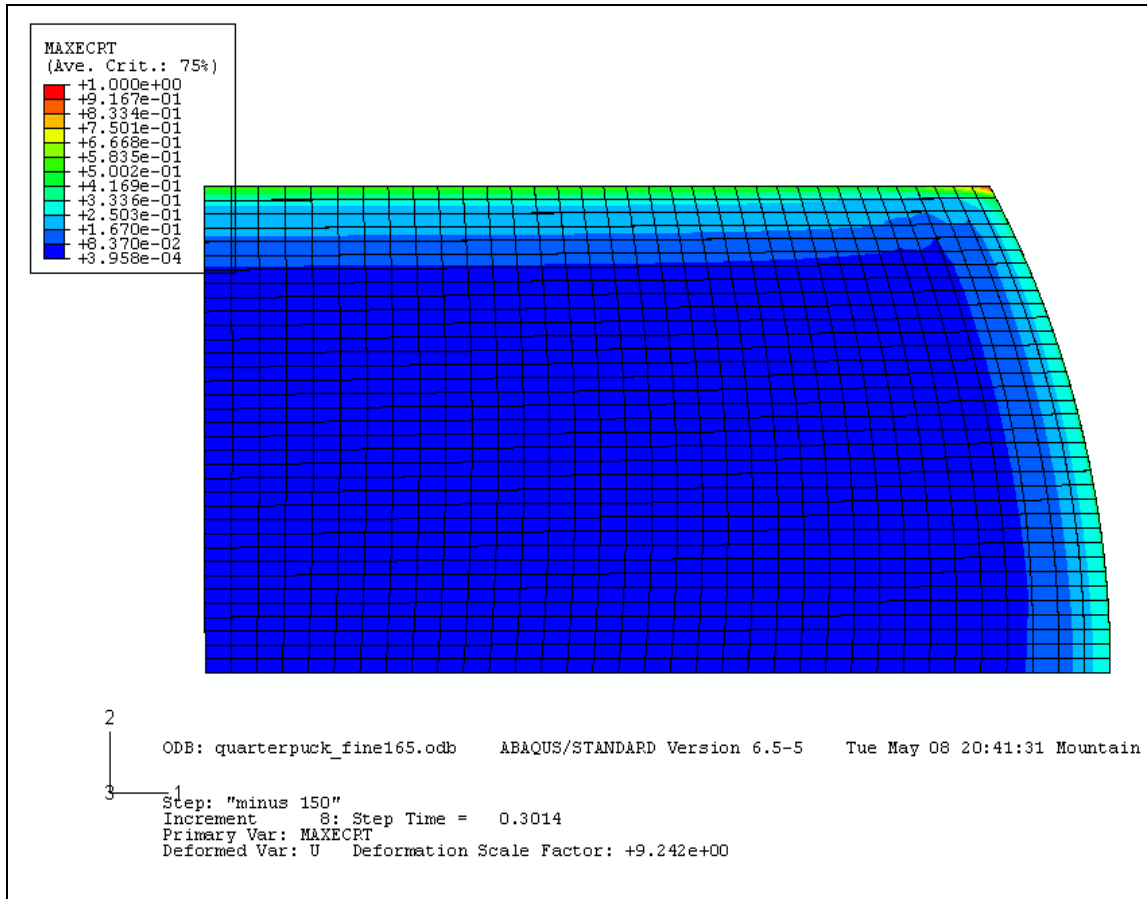 MAXECRT
(Ave. Crit.: 75%)
+1.000e+00
+9.167e-01
+8.334e-01
+7.501e-01
+6.668e-01
+5.835e-01
+5.002e-01
+4.169e-01
+3.336e-01
+2.503e-01
+1.670e-01
+8.370e-02
+3.958e-04
2
3 1
ODB: quarterpuck_fine165.odb ABAQUS/STANDARD Version 6.5-5 Tue May 08 20:41:31 Mountain
Step: "minus 150"
Increment 8: Step Time = 0.3014
Primary Var: MAXECRT
Deformed Var: U Deformation Scale Factor: +9.242e+00